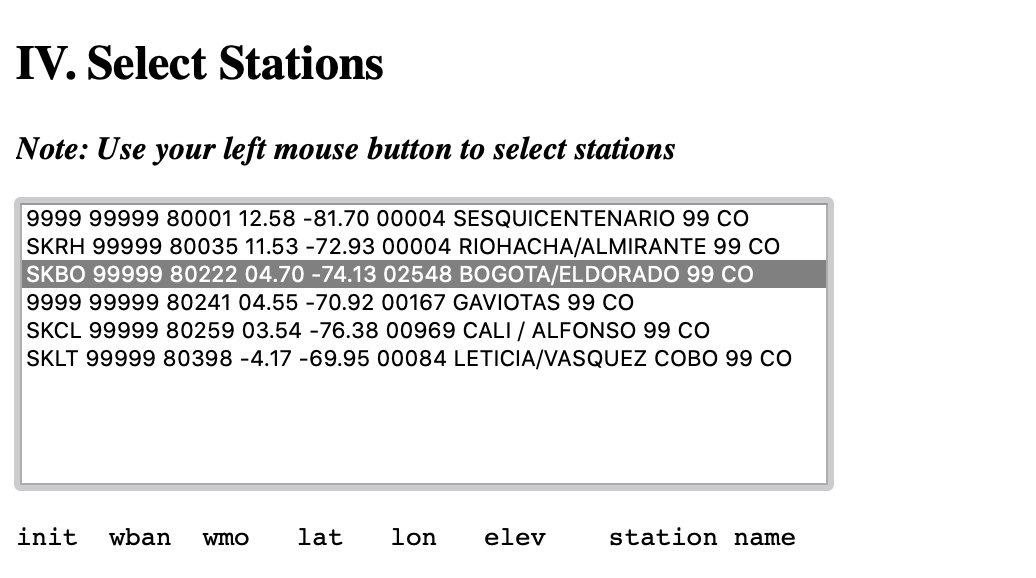 IV. Select Stations
Note: Use your left mouse button to select stations
9999 99999 80001 12.58 -81.70 00004 SESQUICENTENARIO 99 CO
SKRH 99999 80035 11.53 -72.93 00004 RIOHACHA/ALMIRANTE 99 CO
SKBO 99999 80222 04.70 -74.13 02548 BOGOTA/ELDORADO 99 CO
9999 99999 80241 04.55 -70.92 00167 GAVIOTAS 99 CO
SKCL 99999 80259 03.54 -76.38 00969 CALI / ALFONSO 99 CO
SKLT 99999 80398 -4.17 -69.95 00084 LETICIA/VASQUEZ COBO 99 CO
init wban wmo lat lon elev station name